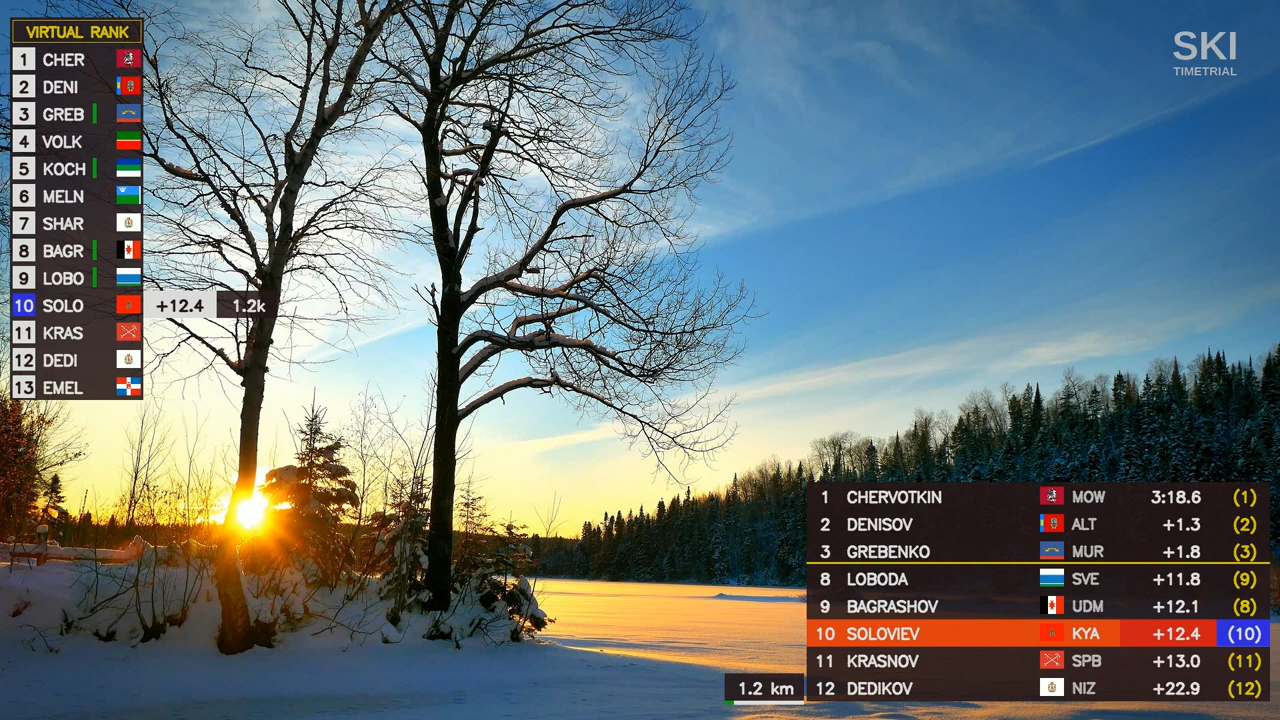 VIRTUAL RANK
1 CHER
2 DENI
3 GREB
4 VOLK
5 KOCH
6 MELN
7 SHAR
8 BAGR
9 LOBO
10 SOLO +12.4 1.2k
11 KRAS
12 DEDI
13 EMEL
SKI
TIMETRIAL
1 CHERVOTKIN MOW 3:18.6 (1)
2 DENISOV ALT +1.3 (2)
3 GREBENKO MUR +1.8 (3)
8 LOBODA SVE +11.8 (9)
9 BAGRASHOV UDM +12.1 (8)
10 SOLOVIEV KYA +12.4 (10)
11 KRASNOV SPB +13.0 (11)
12 DEDIKOV NIZ +22.9 (12)
1.2 km